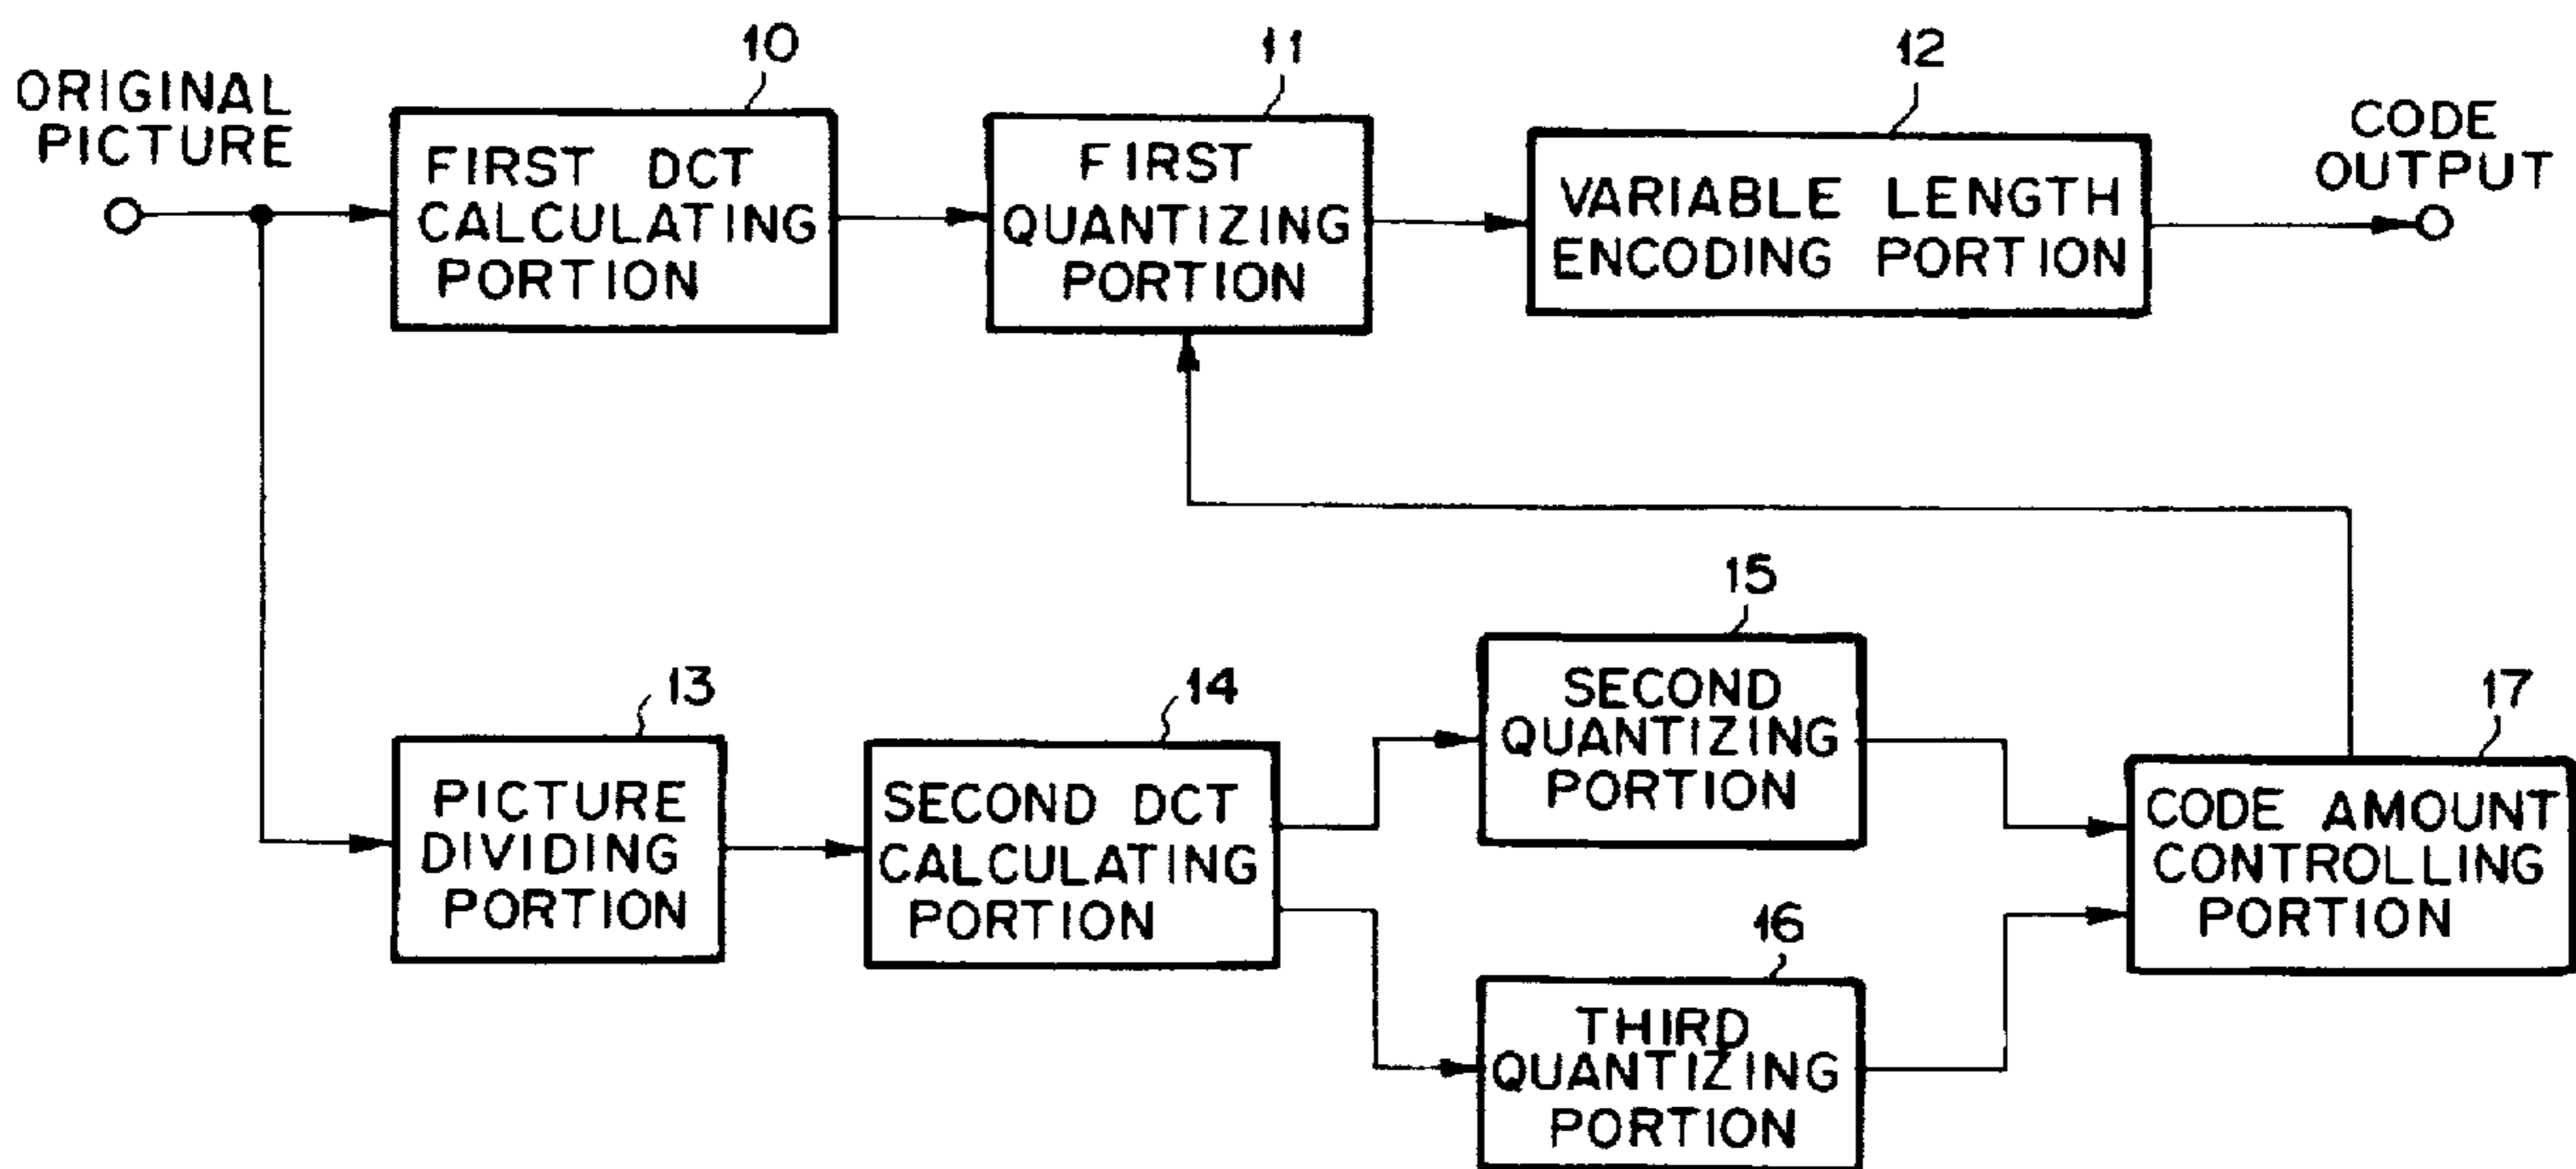 10
11
12
ORIGINAL
PICTURE
FIRST DCT
CALCULATING
PORTION
FIRST
QUANTIZING
PORTION
VARIABLE LENGTH
ENCODING PORTION
CODE
OUTPUT
13
14
15
16
17
PICTURE
DIVIDING
PORTION
SECOND DCT
CALCULATING
PORTION
SECOND
QUANTIZING
PORTION
THIRD
QUANTIZING
PORTION
CODE AMOUNT
CONTROLLING
PORTION